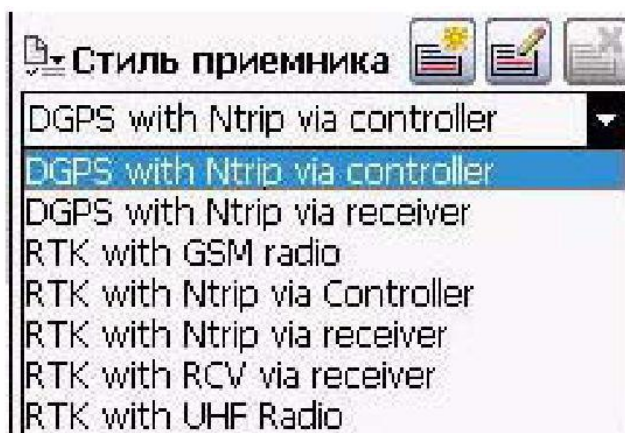 Стиль приемника
DGPS with Ntrip via controller
DGPS with Ntrip via controller
DGPS with Ntrip via receiver
RTK with GSM radio
RTK with Ntrip via Controller
RTK with Ntrip via receiver
RTK with RCV via receiver
RTK with UHF Radio